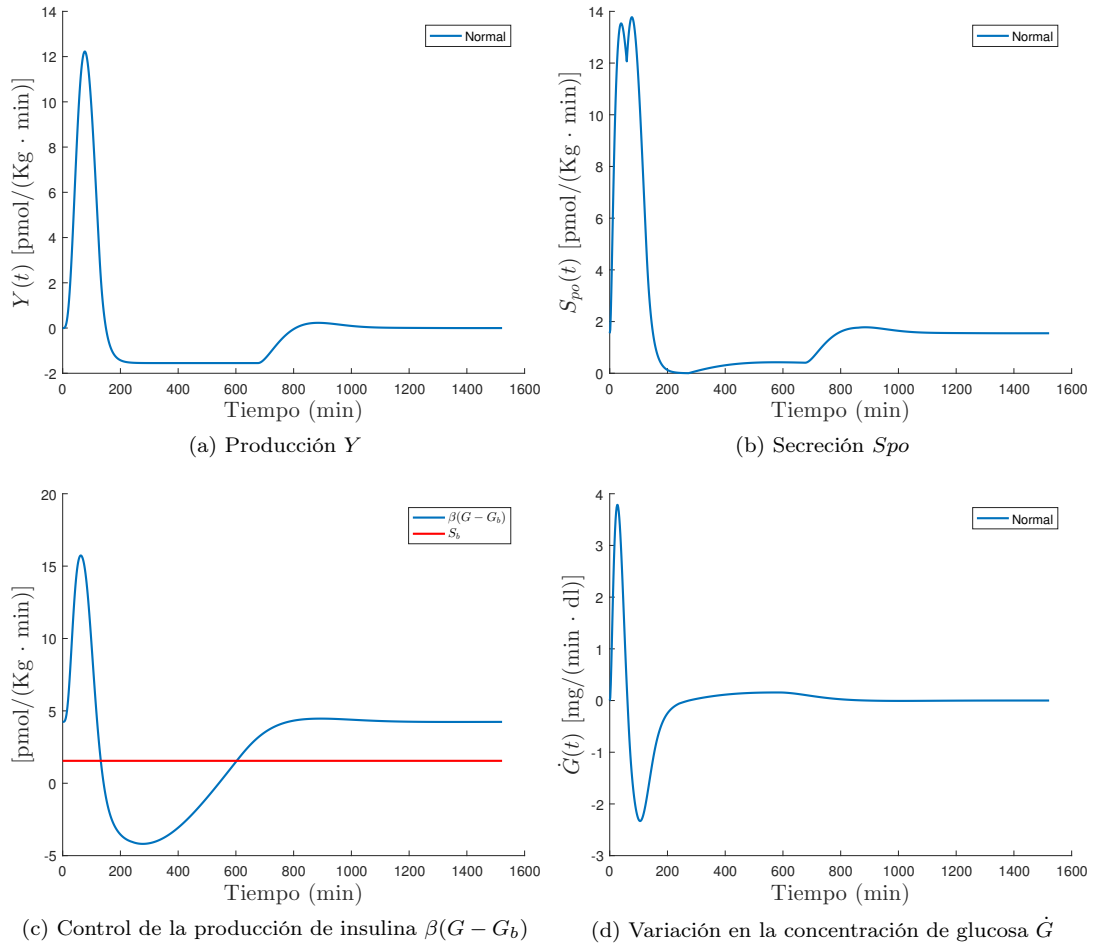 14
12
10
8
6
4
2
0
-2
Y(t) [pmol/(Kg · min)]
Normal
0 200 400 600 800 1000 1200 1400 1600
Tiempo (min)
(a) Producción Y
14
12
10
8
6
4
2
0
S_{po}(t) [pmol/(Kg · min)]
Normal
0 200 400 600 800 1000 1200 1400 1600
Tiempo (min)
(b) Secreción Spo
20
15
10
5
0
-5
[pmol/(Kg · min)]
β(G − G_b)
S_b
0 200 400 600 800 1000 1200 1400 1600
Tiempo (min)
(c) Control de la producción de insulina β(G − G_b)
4
3
2
1
0
-1
-2
-3
Ġ(t) [mg/(min · dl)]
Normal
0 200 400 600 800 1000 1200 1400 1600
Tiempo (min)
(d) Variación en la concentración de glucosa Ġ